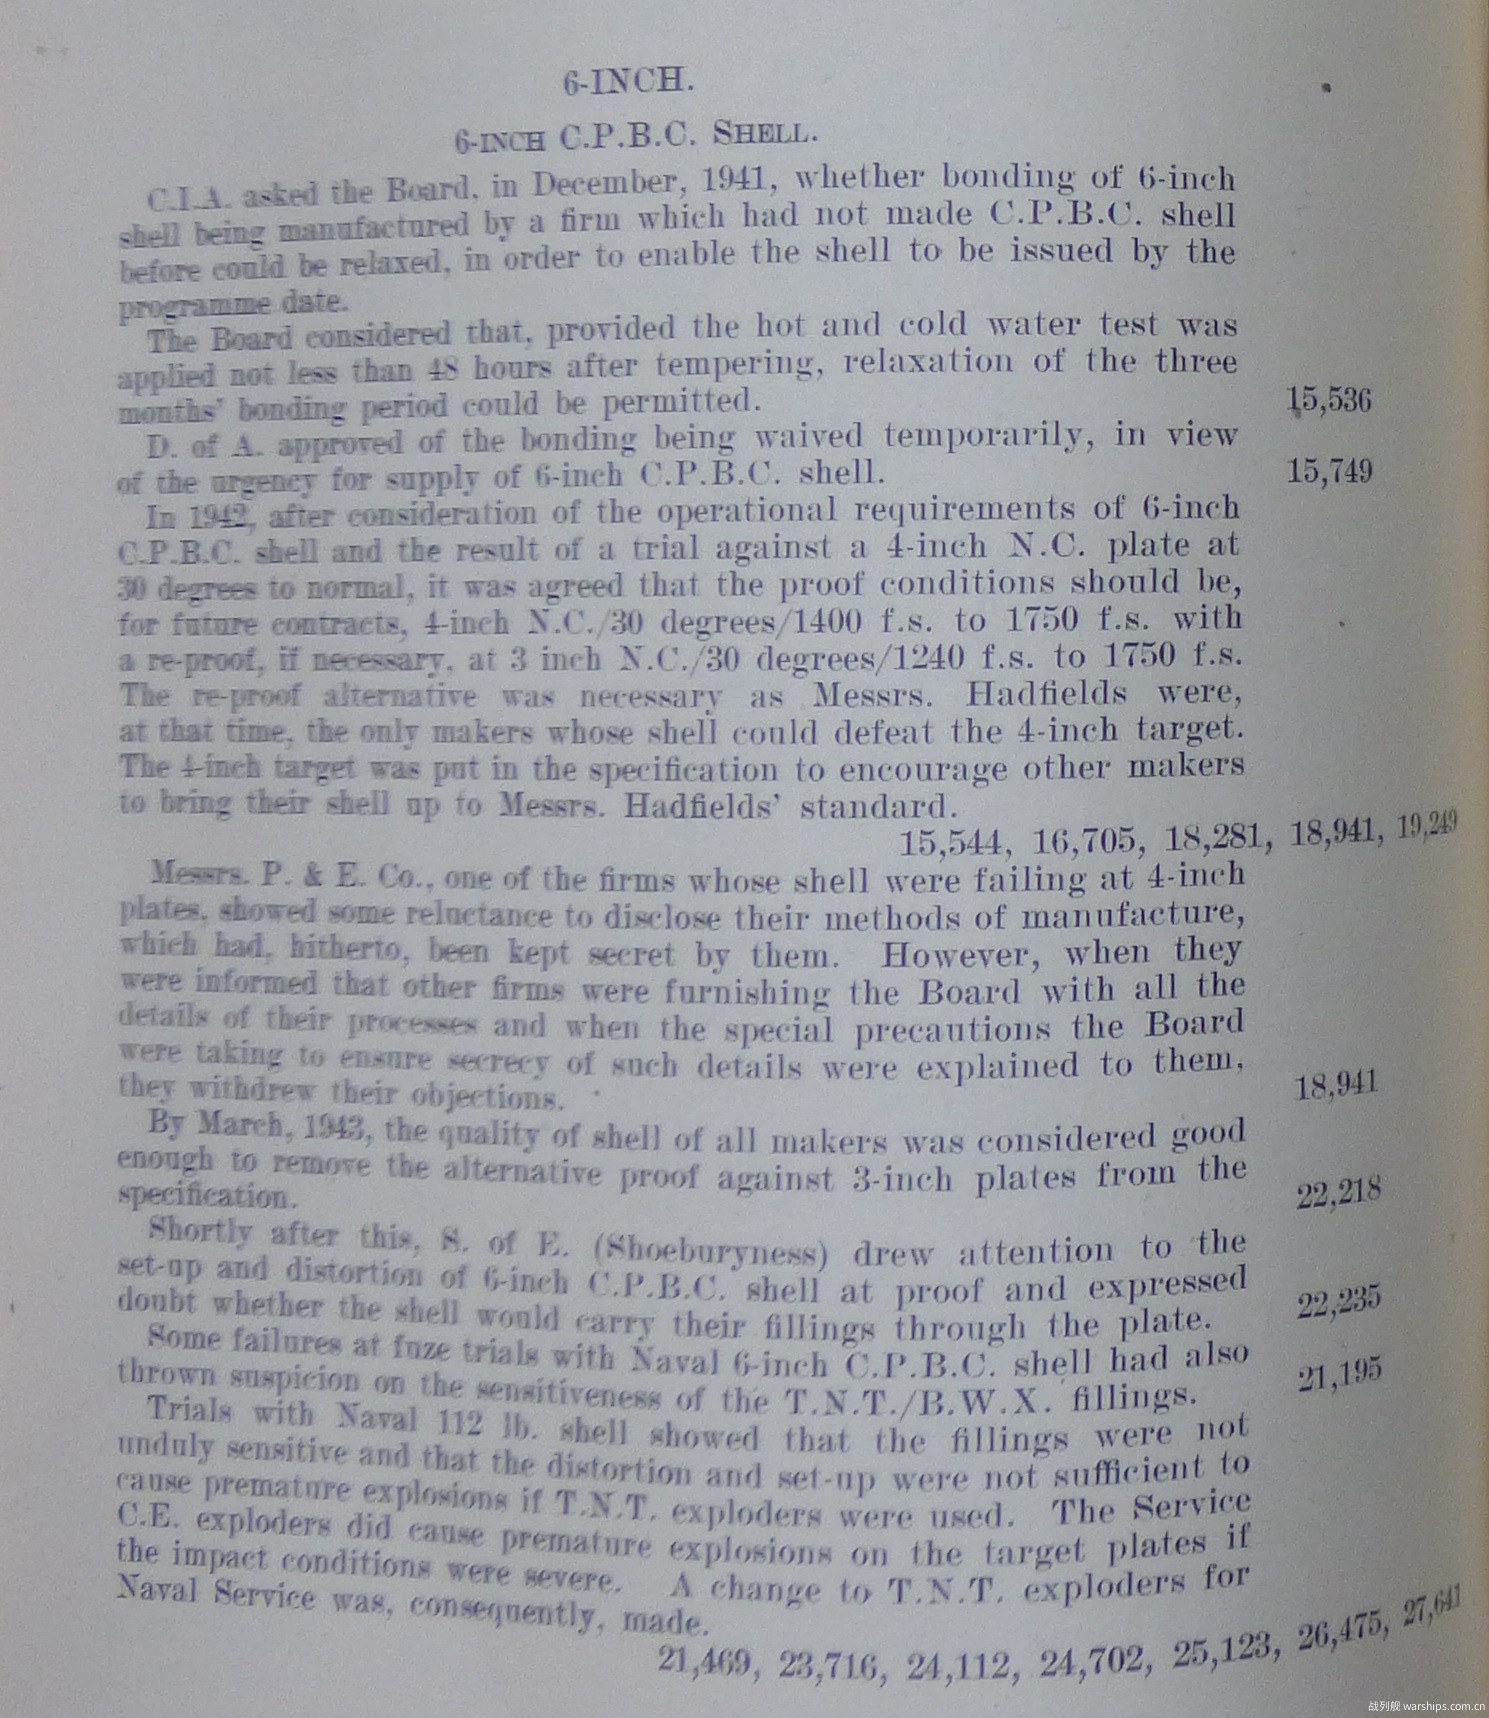 6-INCH.
6-INCH C.P.B.C. SHELL.
C.I.A. asked the Board, in December, 1941, whether bonding of 6-inch
shell being manufactured by a firm which had not made C.P.B.C. shell
before could be relaxed, in order to enable the shell to be issued by the
programme date.
The Board considered that, provided the hot and cold water test was
applied not less than 48 hours after tempering, relaxation of the three
months' bonding period could be permitted. 15,536
D. of A. approved of the bonding being waived temporarily, in view
of the urgency for supply of 6-inch C.P.B.C. shell. 15,749
In 1942, after consideration of the operational requirements of 6-inch
C.P.B.C. shell and the result of a trial against a 4-inch N.C. plate at
30 degrees to normal, it was agreed that the proof conditions should be,
for future contracts, 4-inch N.C./30 degrees/1400 f.s. to 1750 f.s. with
a re-proof, if necessary, at 3 inch N.C./30 degrees/1240 f.s. to 1750 f.s.
The re-proof alternative was necessary as Messrs. Hadfields were,
at that time, the only makers whose shell could defeat the 4-inch target.
The 4-inch target was put in the specification to encourage other makers
to bring their shell up to Messrs. Hadfields' standard.
15,544, 16,705, 18,281, 18,941, 19,249
Messrs. P. & E. Co., one of the firms whose shell were failing at 4-inch
plates, showed some reluctance to disclose their methods of manufacture,
which had, hitherto, been kept secret by them. However, when they
were informed that other firms were furnishing the Board with all the
details of their processes and when the special precautions the Board
were taking to ensure secrecy of such details were explained to them,
they withdrew their objections. 18,941
By March, 1943, the quality of shell of all makers was considered good
enough to remove the alternative proof against 3-inch plates from the
specification. 22,218
Shortly after this, S. of E. (Shoeburyness) drew attention to the
set-up and distortion of 6-inch C.P.B.C. shell at proof and expressed
doubt whether the shell would carry their fillings through the plate. 22,235
Some failures at fuze trials with Naval 6-inch C.P.B.C. shell had also
thrown suspicion on the sensitiveness of the T.N.T./B.W.X. fillings. 21,195
Trials with Naval 112 lb. shell showed that the fillings were not
unduly sensitive and that the distortion and set-up were not sufficient to
cause premature explosions if T.N.T. exploders were used. The Service
C.E. exploders did cause premature explosions on the target plates if
the impact conditions were severe. A change to T.N.T. exploders for
Naval Service was, consequently, made.
21,469, 23,716, 24,112, 24,702, 25,123, 26,475, 27,641
战列舰 warships.com.cn